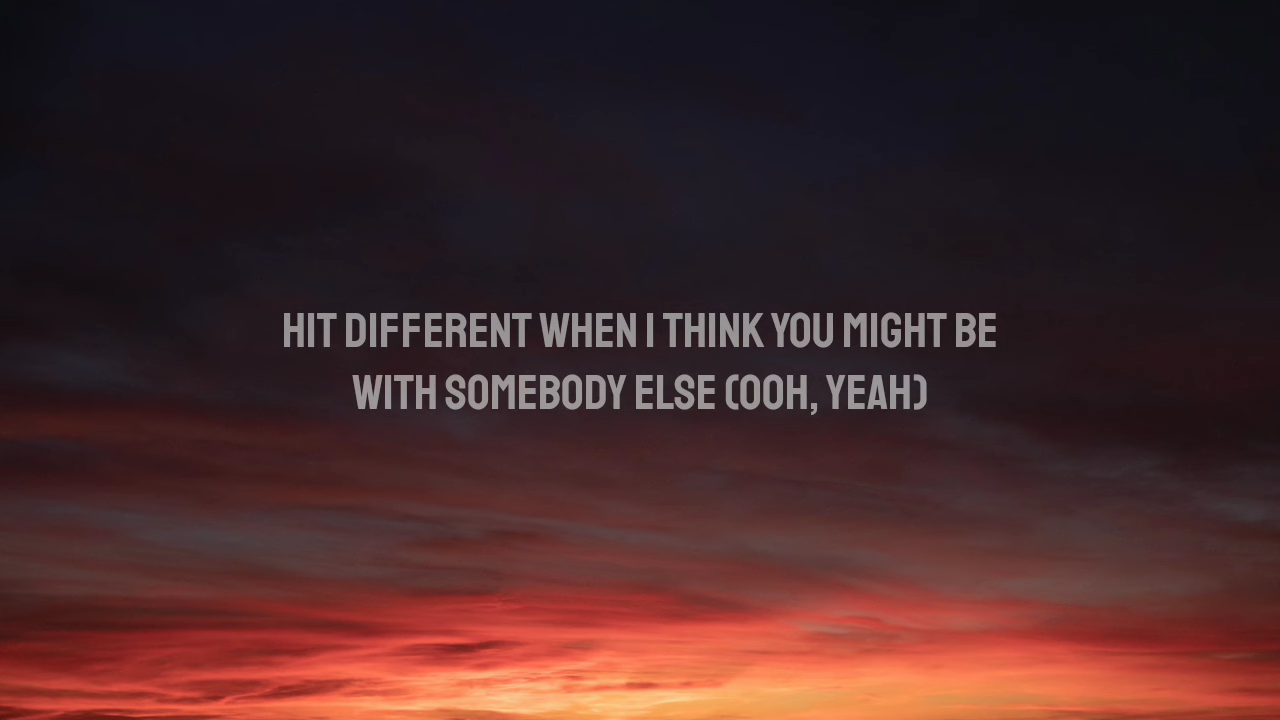 HIT DIFFERENT WHEN I THINK YOU MIGHT BE
WITH SOMEBODY ELSE (OOH, YEAH)